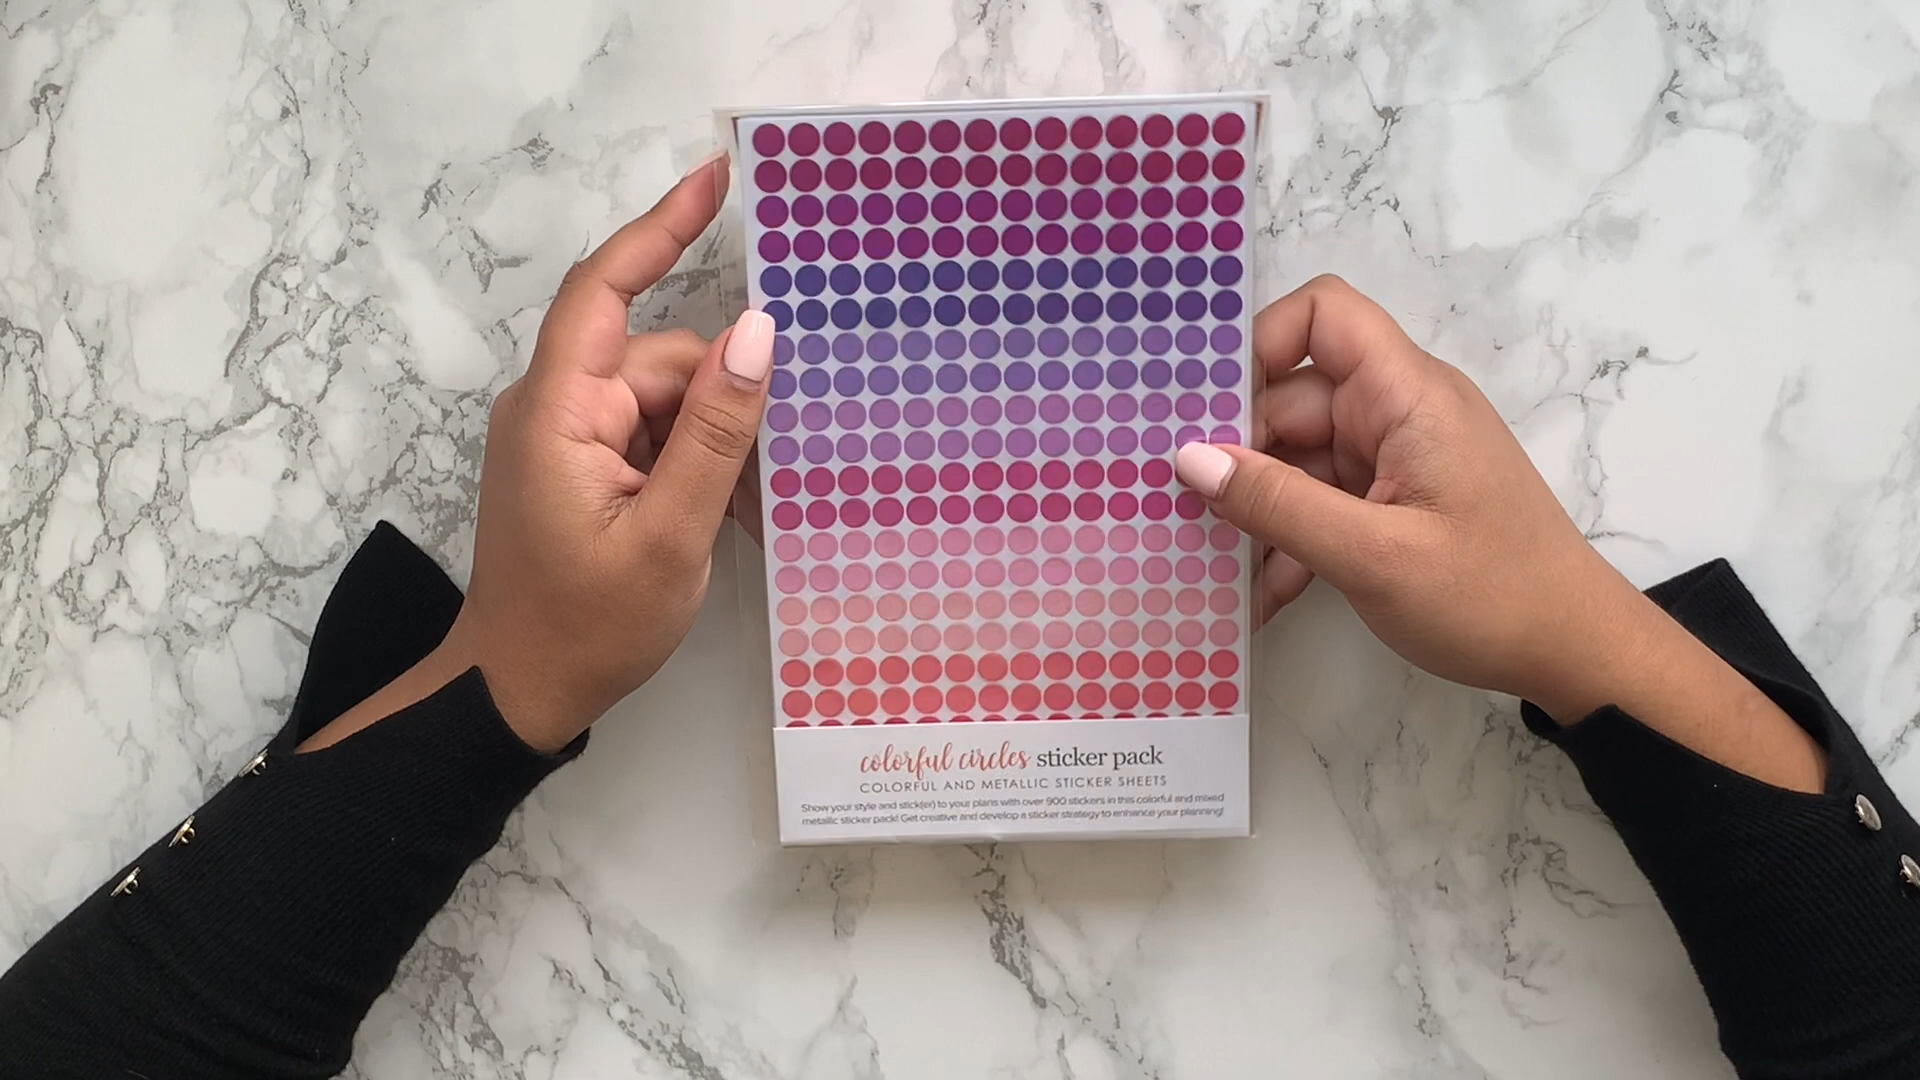 colorful circles sticker pack
COLORFUL AND METALLIC STICKER SHEETS
Show your style and stick(er) to your plans with over 900 stickers in this colorful and mixed
metallic sticker pack! Get creative and develop a sticker strategy to enhance your planning!